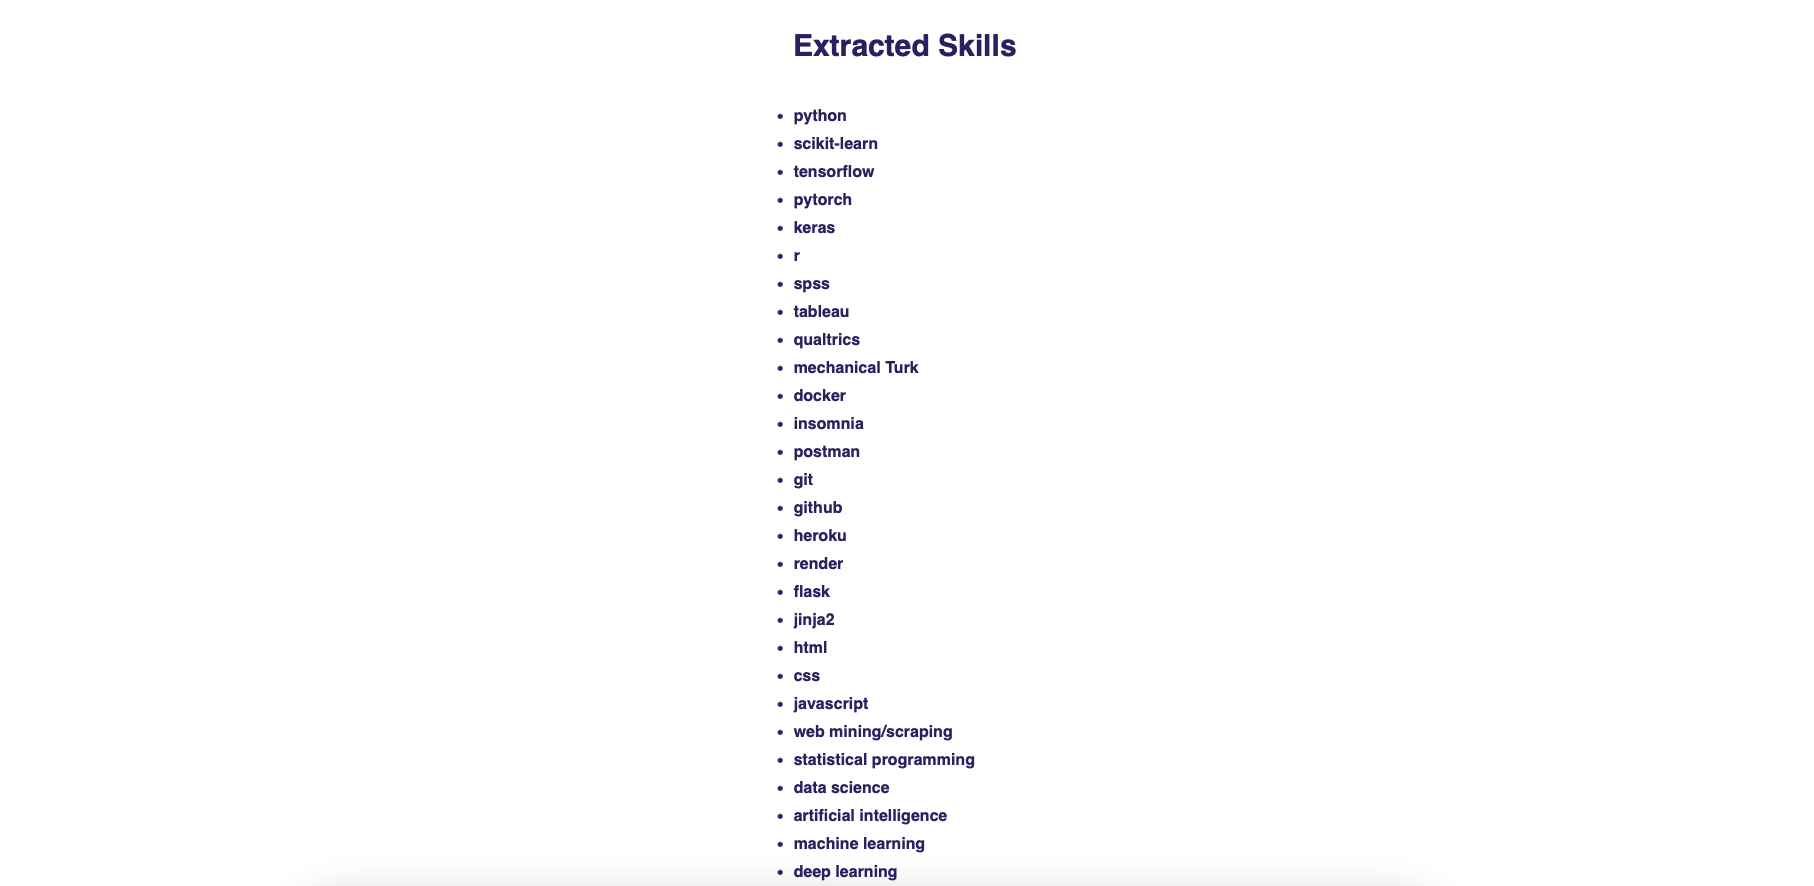 Extracted Skills
• python
• scikit-learn
• tensorflow
• pytorch
• keras
• r
• spss
• tableau
• qualtrics
• mechanical Turk
• docker
• insomnia
• postman
• git
• github
• heroku
• render
• flask
• jinja2
• html
• css
• javascript
• web mining/scraping
• statistical programming
• data science
• artificial intelligence
• machine learning
• deep learning